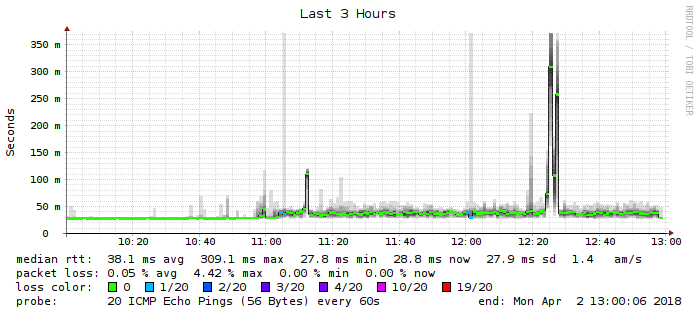 Last 3 Hours
RRDTOOL / TOBI OETIKER
Seconds
350 m
300 m
250 m
200 m
150 m
100 m
50 m
0
10:20 10:40 11:00 11:20 11:40 12:00 12:20 12:40 13:00
median rtt: 38.1 ms avg 309.1 ms max 27.8 ms min 28.8 ms now 27.9 ms sd 1.4 am/s
packet loss: 0.05 % avg 4.42 % max 0.00 % min 0.00 % now
loss color: 0 1/20 2/20 3/20 4/20 10/20 19/20
probe: 20 ICMP Echo Pings (56 Bytes) every 60s end: Mon Apr 2 13:00:06 2018